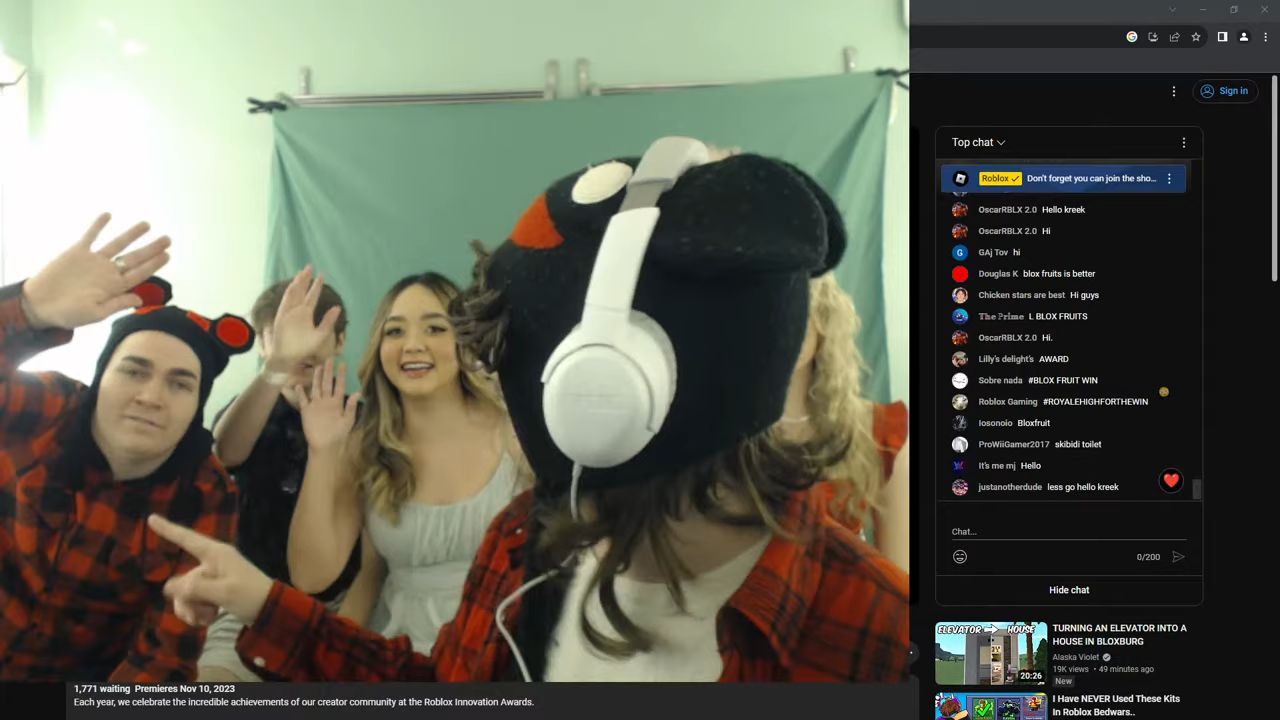 Sign in
Top chat
Roblox Don't forget you can join the sho...
OscarRBLX 2.0 Hello kreek
OscarRBLX 2.0 Hi
G GAj Tov hi
Douglas K blox fruits is better
Chicken stars are best Hi guys
The Prime L BLOX FRUITS
OscarRBLX 2.0 Hi.
Lilly's delight's AWARD
Sobre nada #BLOX FRUIT WIN
Roblox Gaming #ROYALEHIGHFORTHEWIN
Iosonoio Bloxfruit
ProWiiGamer2017 skibidi toilet
It's me mj Hello
justanotherdude less go hello kreek
Chat...
0/200
Hide chat
ELEVATOR HOUSE
20:26
TURNING AN ELEVATOR INTO A
HOUSE IN BLOXBURG
Alaska Violet
19K views • 49 minutes ago
New
I Have NEVER Used These Kits
In Roblox Bedwars..
1,771 waiting Premieres Nov 10, 2023
Each year, we celebrate the incredible achievements of our creator community at the Roblox Innovation Awards.